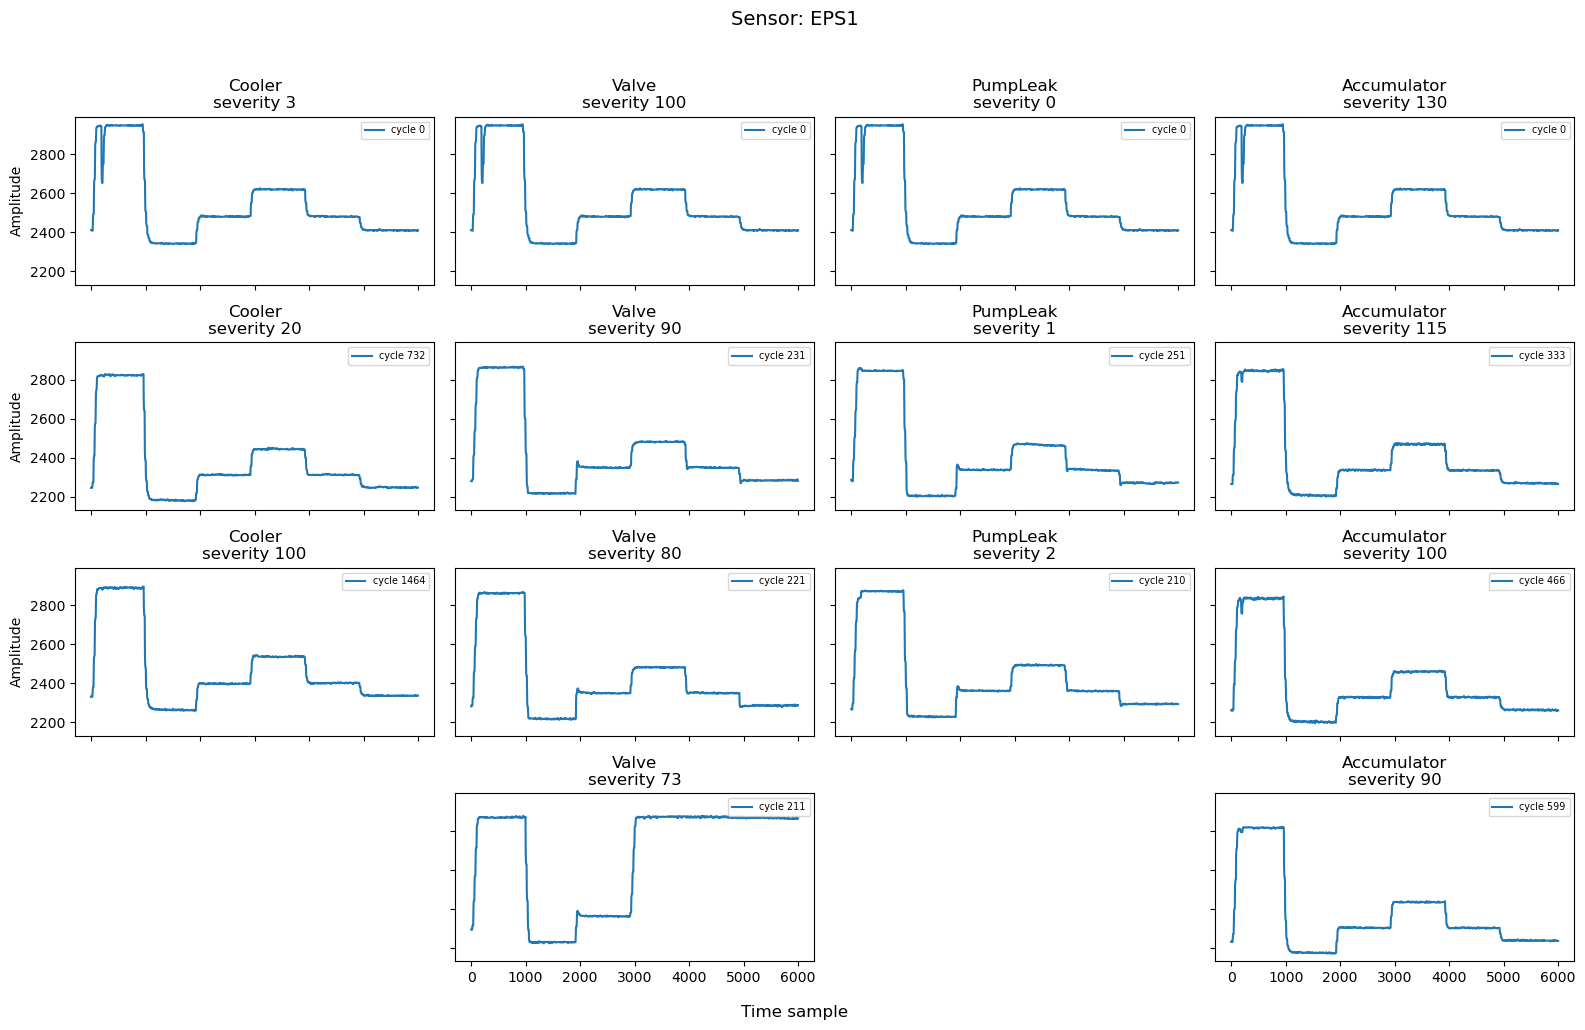 Sensor: EPS1
Cooler
severity 3
Valve
severity 100
PumpLeak
severity 0
Accumulator
severity 130
cycle 0
cycle 0
cycle 0
cycle 0
Amplitude
2800
2600
2400
2200
Cooler
severity 20
Valve
severity 90
PumpLeak
severity 1
Accumulator
severity 115
cycle 732
cycle 231
cycle 251
cycle 333
Amplitude
2800
2600
2400
2200
Cooler
severity 100
Valve
severity 80
PumpLeak
severity 2
Accumulator
severity 100
cycle 1464
cycle 221
cycle 210
cycle 466
Amplitude
2800
2600
2400
2200
Valve
severity 73
Accumulator
severity 90
cycle 211
cycle 599
0 1000 2000 3000 4000 5000 6000
0 1000 2000 3000 4000 5000 6000
Time sample